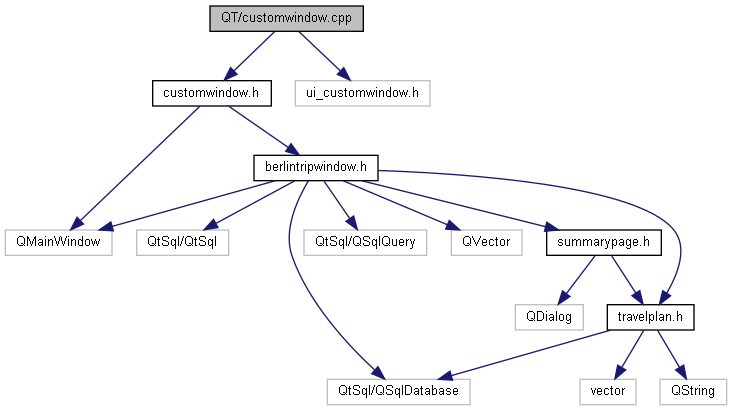 QT/customwindow.cpp
customwindow.h
ui_customwindow.h
berlintripwindow.h
QMainWindow
QtSql/QtSql
QtSql/QSqlQuery
QVector
summarypage.h
QDialog
travelplan.h
QtSql/QSqlDatabase
vector
QString